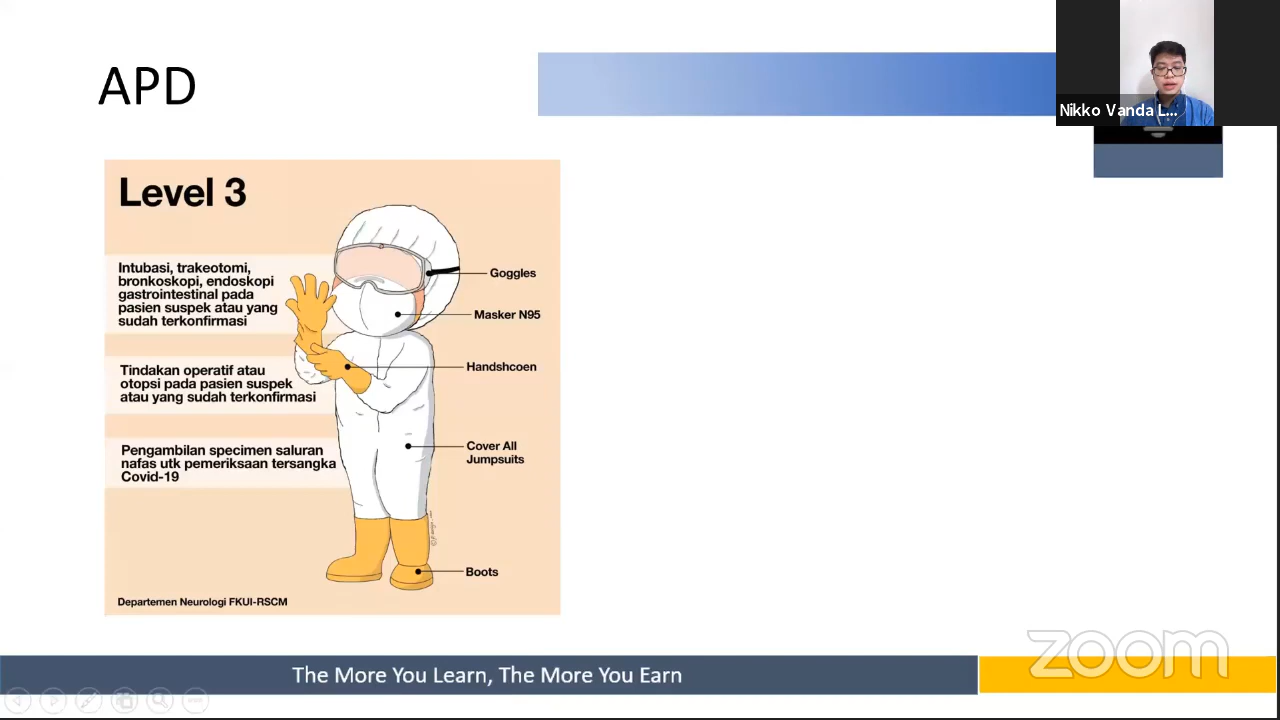 APD
Nikko Vanda L...
Level 3
Intubasi, trakeotomi,
bronkoskopi, endoskopi
gastrointestinal pada
pasien suspek atau yang
sudah terkonfirmasi
Tindakan operatif atau
otopsi pada pasien suspek
atau yang sudah terkonfirmasi
Pengambilan specimen saluran
nafas utk pemeriksaan tersangka
Covid-19
Goggles
Masker N95
Handshcoen
Cover All
Jumpsuits
Boots
Departemen Neurologi FKUI-RSCM
The More You Learn, The More You Earn
zoom